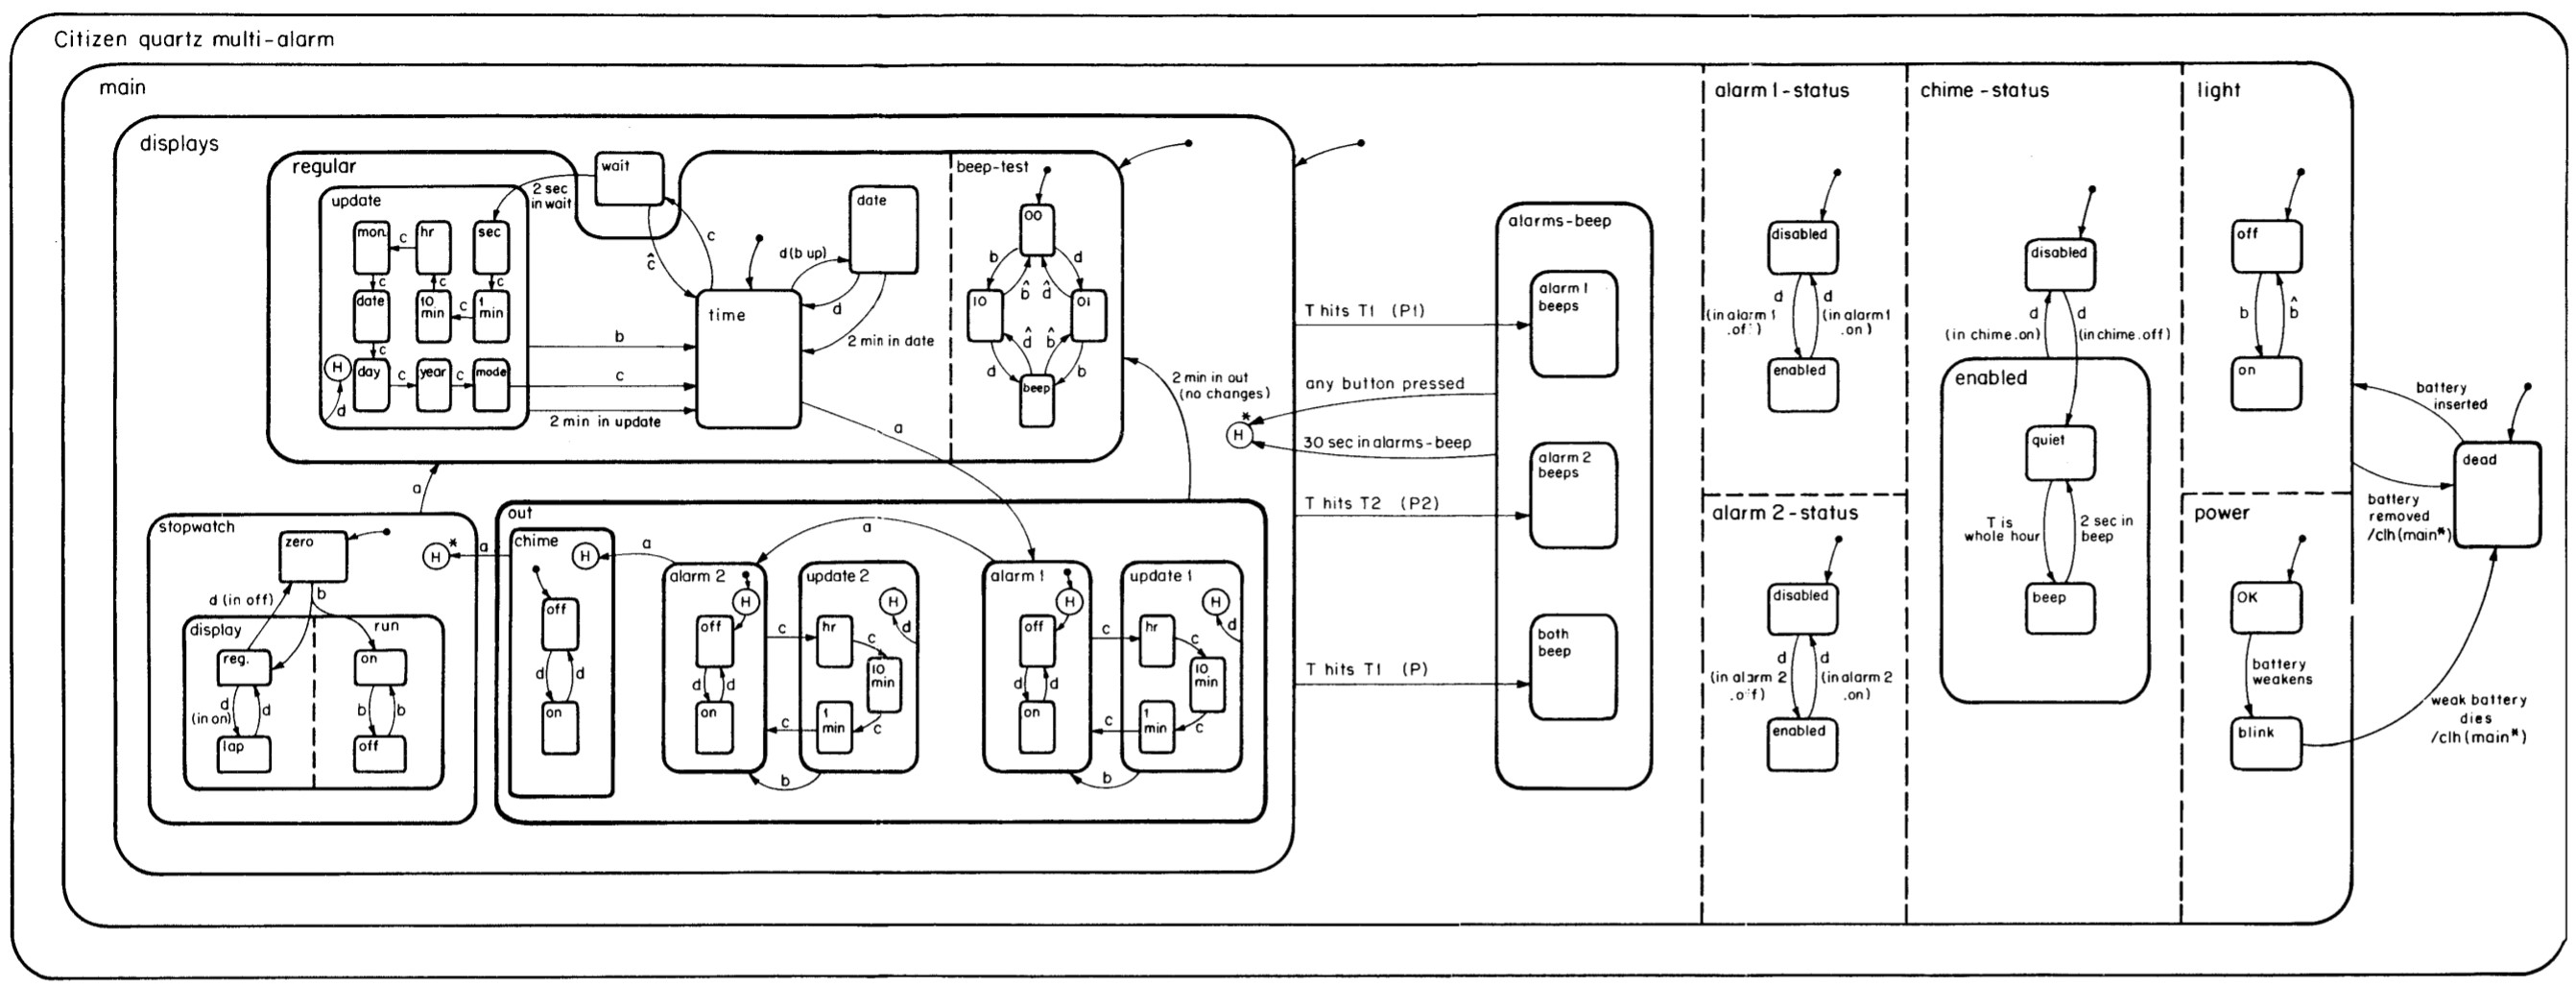 Citizen quartz multi-alarm
main
displays
regular
wait
2 sec
in wait
update
mon.
c
hr
sec
c
c
c
date
10
min
c
1
min
c
H
day
c
year
c
mode
d
ĉ
c
time
d(b up)
date
d
2 min in date
b
c
2 min in update
a
beep-test
00
b
d
b̂
d̂
10
01
d̂
b̂
d
b
beep
2 min in out
(no changes)
a
stopwatch
zero
H
*
a
d (in off)
b
display
run
reg.
on
d
(in on)
d
b
b
lap
off
out
chime
H
a
off
d
d
on
a
alarm 2
H
off
d
d
on
c
update 2
H
hr
c
d
10
min
c
1
min
c
b
alarm 1
H
off
d
d
on
c
update 1
H
hr
c
d
10
min
c
1
min
c
b
T hits T1 (P1)
any button pressed
*
H
30 sec in alarms-beep
T hits T2 (P2)
T hits T1 (P)
alarms-beep
alarm 1
beeps
alarm 2
beeps
both
beep
alarm 1-status
disabled
d
(in alarm 1
d
(in alarm 1
.on)
enabled
alarm 2-status
disabled
d
(in alarm 2
d
(in alarm 2
.on)
enabled
chime-status
disabled
d
(in chime.on)
d
(in chime.off)
enabled
quiet
T is
whole hour
2 sec in
beep
beep
light
off
b
b̂
on
power
OK
battery
weakens
blink
battery
inserted
dead
battery
removed
/clh(main*)
weak battery
dies
/clh(main*)